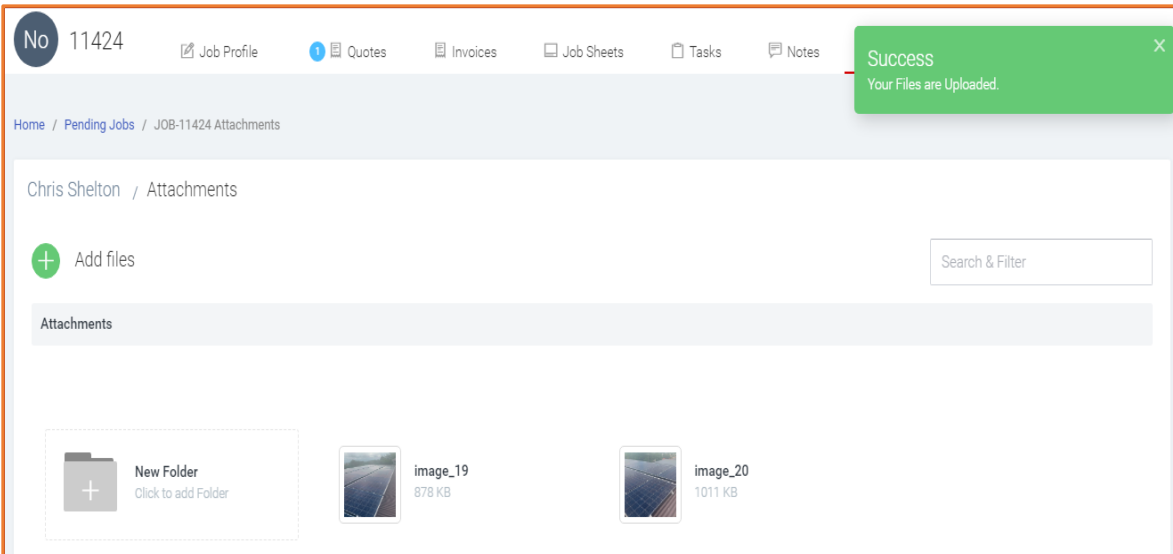 No 11424
Job Profile
1 Quotes
Invoices
Job Sheets
Tasks
Notes
Success
X
Your Files are Uploaded.
Home / Pending Jobs / JOB-11424 Attachments
Chris Shelton / Attachments
Add files
Search & Filter
Attachments
New Folder
Click to add Folder
image_19
878 KB
image_20
1011 KB